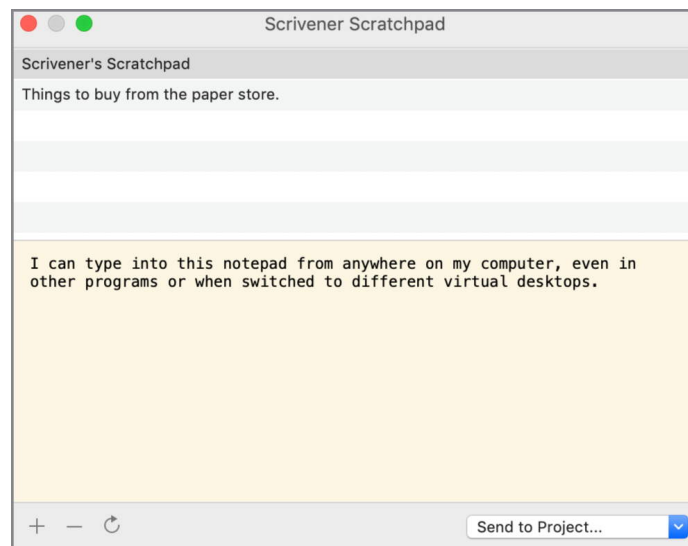 Scrivener Scratchpad
Scrivener's Scratchpad
Things to buy from the paper store.
I can type into this notepad from anywhere on my computer, even in
other programs or when switched to different virtual desktops.
Send to Project...